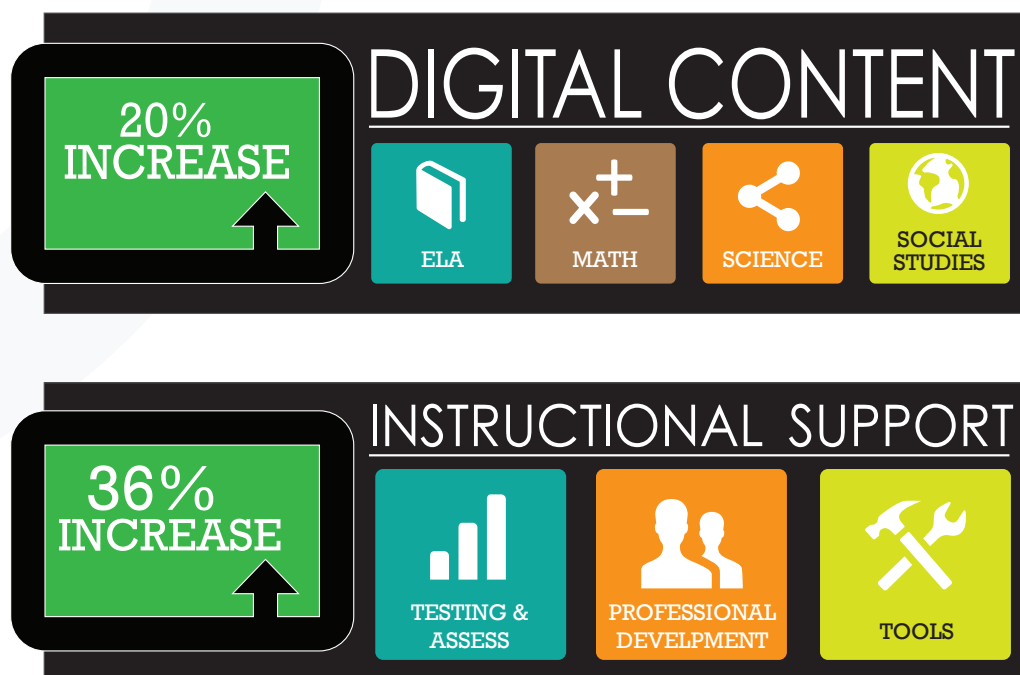 20%
INCREASE
DIGITAL CONTENT
ELA
MATH
SCIENCE
SOCIAL
STUDIES
36%
INCREASE
INSTRUCTIONAL SUPPORT
TESTING &
ASSESS
PROFESSIONAL
DEVELPMENT
TOOLS